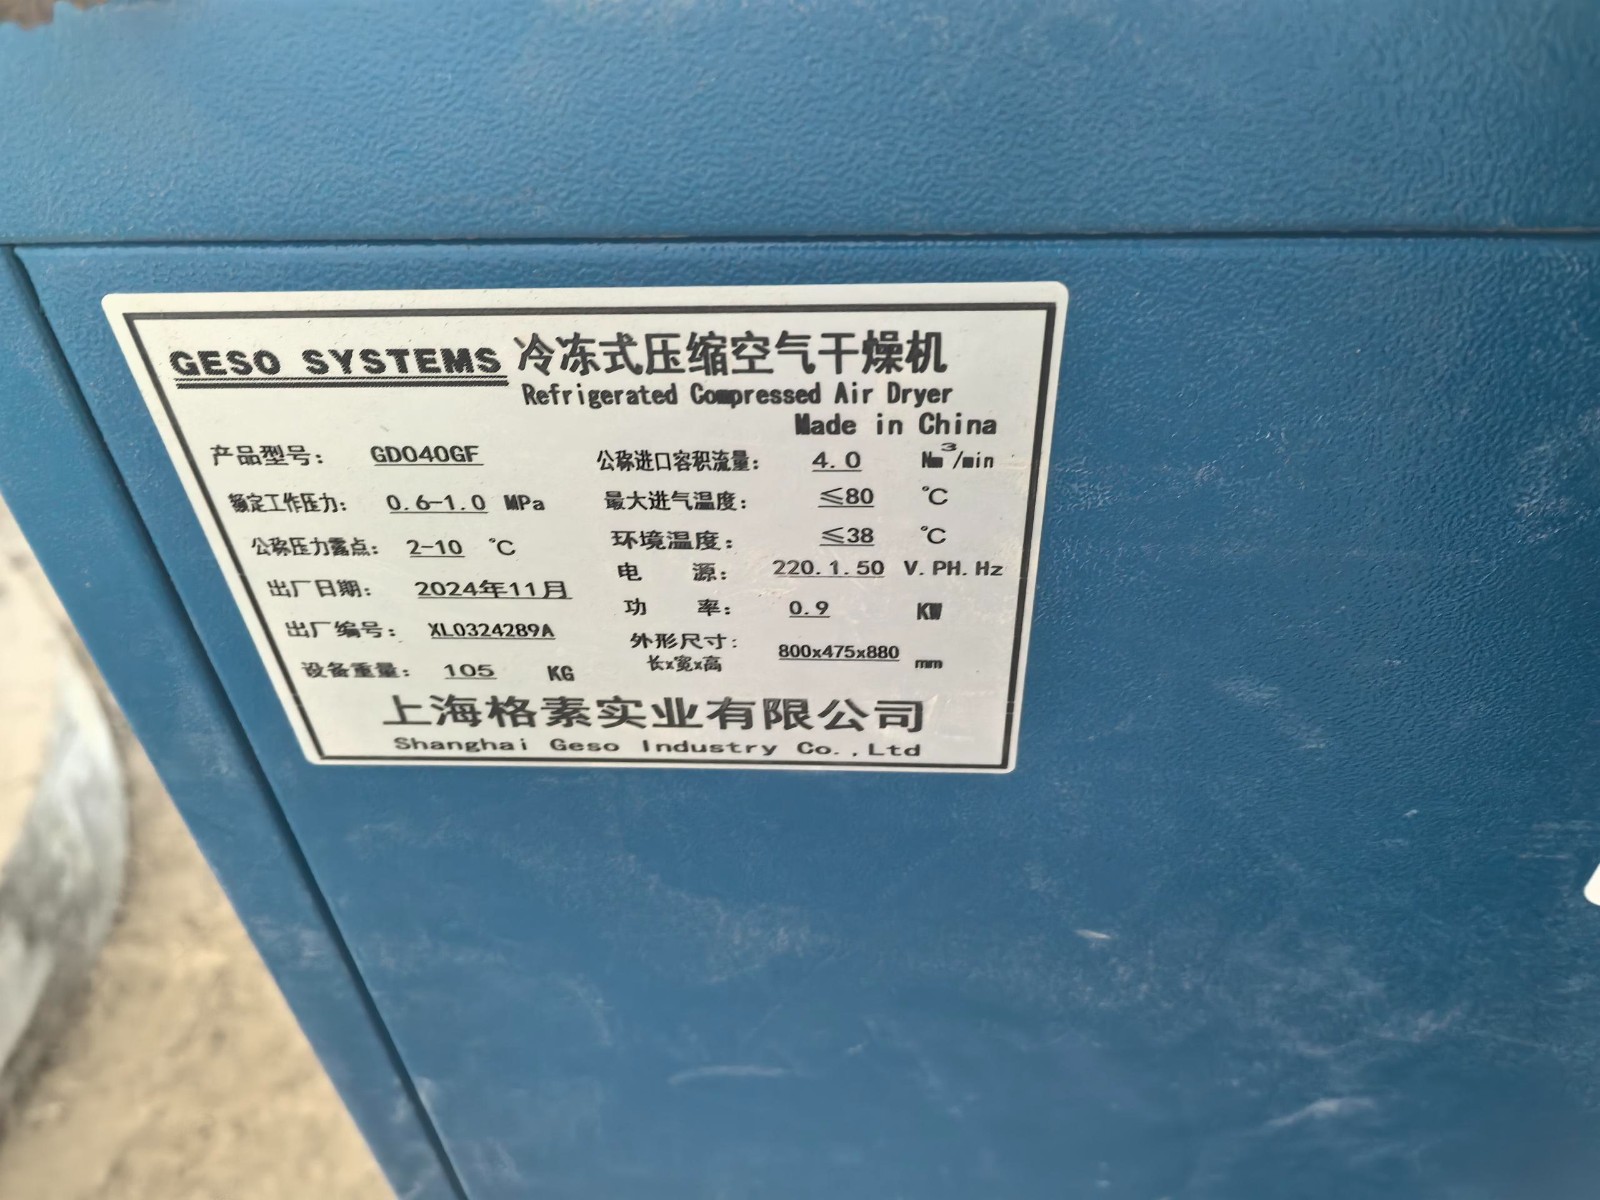 GESO SYSTEMS 冷冻式压缩空气干燥机
Refrigerated Compressed Air Dryer
Made in China
产品型号: GD040GF 公称进口容积流量: 4.0 Nm³/min
额定工作压力: 0.6-1.0 MPa 最大进气温度: ≤80 ℃
公称压力露点: 2-10 ℃ 环境温度: ≤38 ℃
出厂日期: 2024年11月 电 源: 220.1.50 V.PH.Hz
出厂编号: XL0324289A 功 率: 0.9 KW
设备重量: 105 KG 外形尺寸: 长x宽x高 800x475x880 mm
上海格素实业有限公司
Shanghai Geso Industry Co.,Ltd